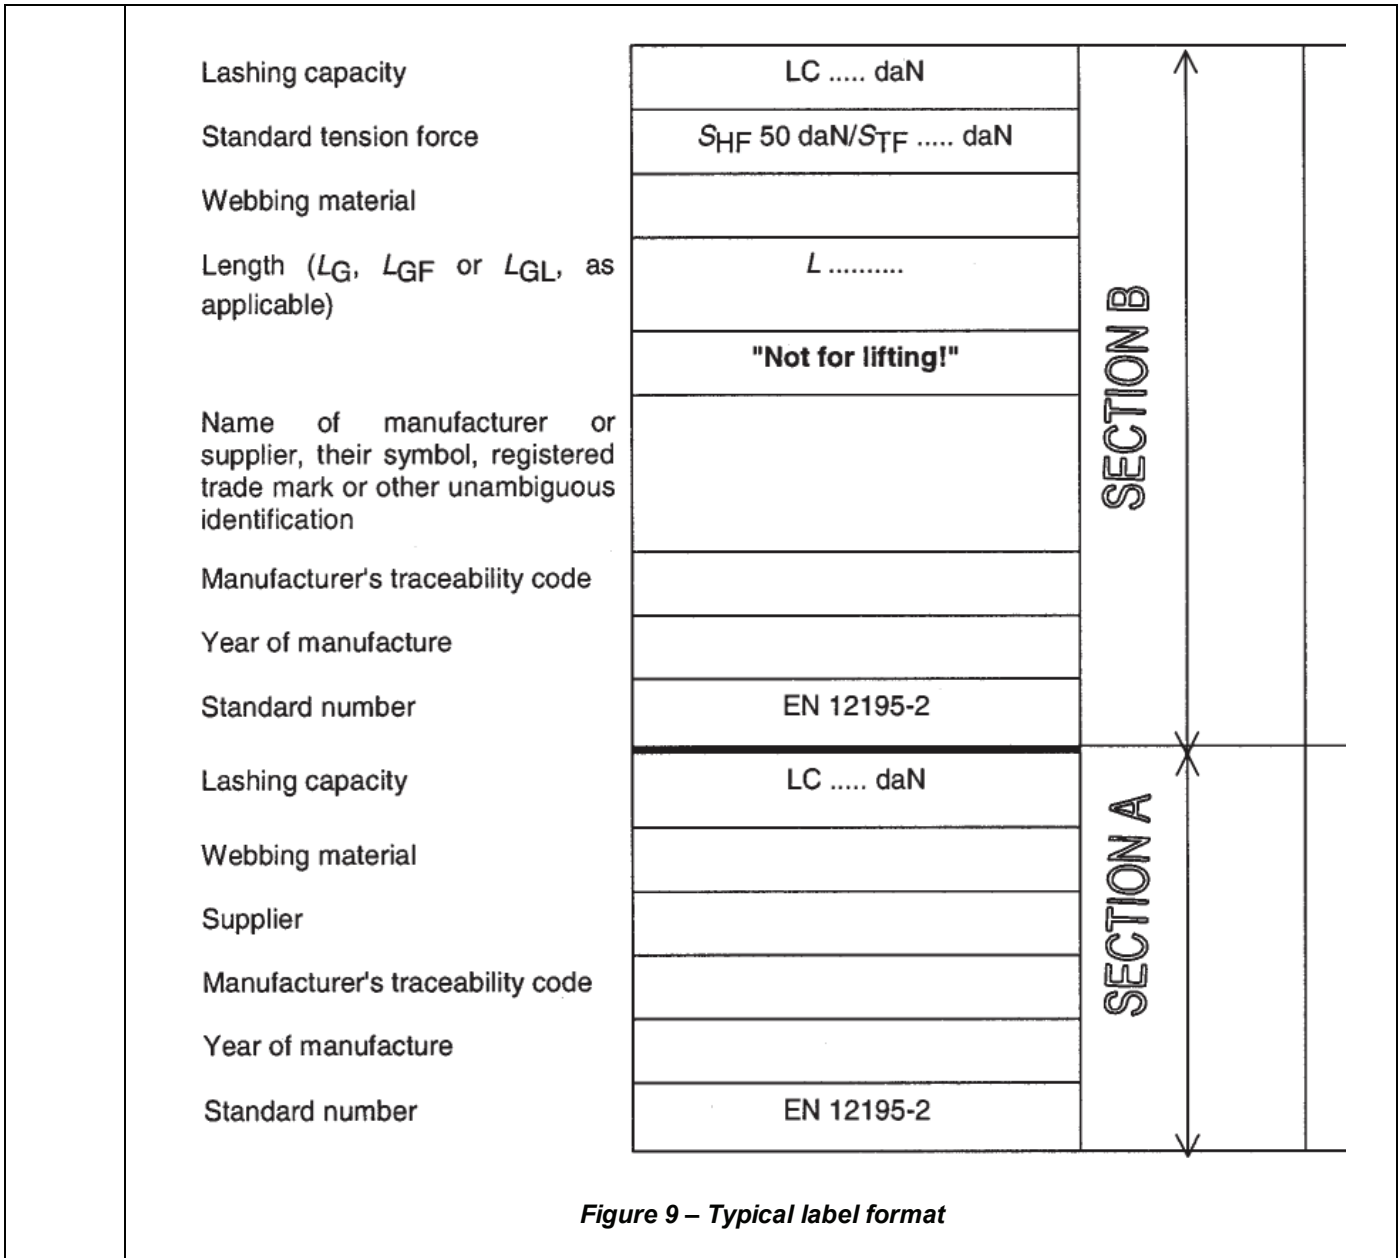 Lashing capacity LC ..... daN
Standard tension force SHF 50 daN/STF ..... daN
Webbing material
Length (LG, LGF or LGL, as
applicable)
L ..........
"Not for lifting!"
Name of manufacturer or
supplier, their symbol, registered
trade mark or other unambiguous
identification
Manufacturer's traceability code
Year of manufacture
Standard number EN 12195-2
SECTION B
Lashing capacity LC ..... daN
Webbing material
Supplier
Manufacturer's traceability code
Year of manufacture
Standard number EN 12195-2
SECTION A
Figure 9 – Typical label format